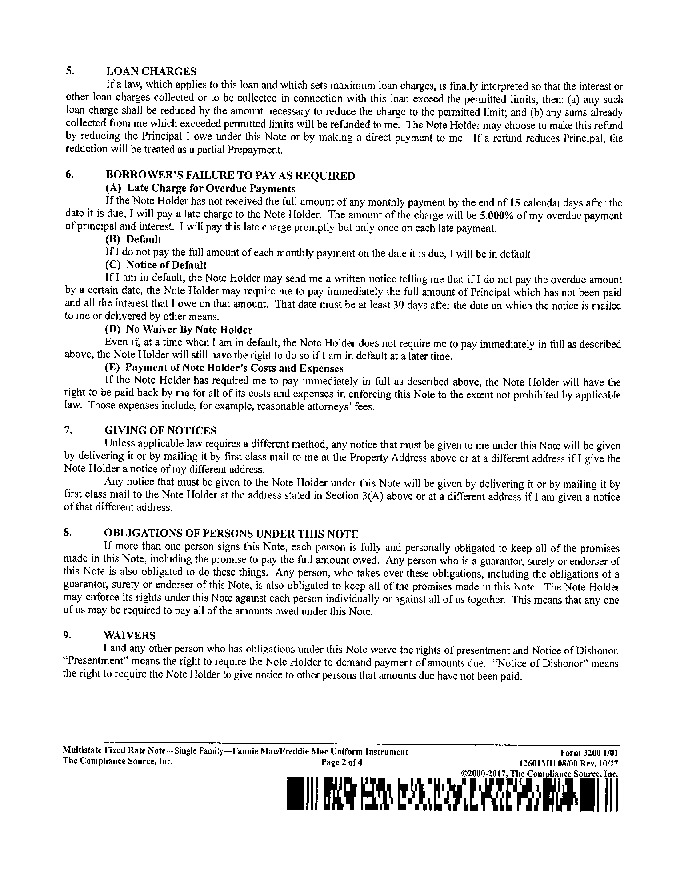 5. LOAN CHARGES
If a law, which applies to this loan and which sets maximum loan charges, is finally interpreted so that the interest or
other loan charges collected or to be collected in connection with this loan exceed the permitted limits, then: (a) any such
loan charge shall be reduced by the amount necessary to reduce the charge to the permitted limit; and (b) any sums already
collected from me which exceeded permitted limits will be refunded to me. The Note Holder may choose to make this refund
by reducing the Principal I owe under this Note or by making a direct payment to me. If a refund reduces Principal, the
reduction will be treated as a partial Prepayment.
6. BORROWER'S FAILURE TO PAY AS REQUIRED
(A) Late Charge for Overdue Payments
If the Note Holder has not received the full amount of any monthly payment by the end of 15 calendar days after the
date it is due, I will pay a late charge to the Note Holder. The amount of the charge will be 5.000% of my overdue payment
of principal and interest. I will pay this late charge promptly but only once on each late payment.
(B) Default
If I do not pay the full amount of each monthly payment on the date it is due, I will be in default.
(C) Notice of Default
If I am in default, the Note Holder may send me a written notice telling me that if I do not pay the overdue amount
by a certain date, the Note Holder may require me to pay immediately the full amount of Principal which has not been paid
and all the interest that I owe on that amount. That date must be at least 30 days after the date on which the notice is mailed
to me or delivered by other means.
(D) No Waiver By Note Holder
Even if, at a time when I am in default, the Note Holder does not require me to pay immediately in full as described
above, the Note Holder will still have the right to do so if I am in default at a later time.
(E) Payment of Note Holder's Costs and Expenses
If the Note Holder has required me to pay immediately in full as described above, the Note Holder will have the
right to be paid back by me for all of its costs and expenses in enforcing this Note to the extent not prohibited by applicable
law. Those expenses include, for example, reasonable attorneys' fees.
7. GIVING OF NOTICES
Unless applicable law requires a different method, any notice that must be given to me under this Note will be given
by delivering it or by mailing it by first class mail to me at the Property Address above or at a different address if I give the
Note Holder a notice of my different address.
Any notice that must be given to the Note Holder under this Note will be given by delivering it or by mailing it by
first class mail to the Note Holder at the address stated in Section 3(A) above or at a different address if I am given a notice
of that different address.
8. OBLIGATIONS OF PERSONS UNDER THIS NOTE
If more than one person signs this Note, each person is fully and personally obligated to keep all of the promises
made in this Note, including the promise to pay the full amount owed. Any person who is a guarantor, surety or endorser of
this Note is also obligated to do these things. Any person, who takes over these obligations, including the obligations of a
guarantor, surety or endorser of this Note, is also obligated to keep all of the promises made in this Note. The Note Holder
may enforce its rights under this Note against each person individually or against all of us together. This means that any one
of us may be required to pay all of the amounts owed under this Note.
9. WAIVERS
I and any other person who has obligations under this Note waive the rights of presentment and Notice of Dishonor.
"Presentment" means the right to require the Note Holder to demand payment of amounts due. "Notice of Dishonor" means
the right to require the Note Holder to give notice to other persons that amounts due have not been paid.
Multistate Fixed Rate Note—Single Family—Fannie Mae/Freddie Mac Uniform Instrument Form 3200 1/01
The Compliance Source, Inc. Page 2 of 4 Rev. 10/17
©2000-2017, The Compliance Source, Inc.